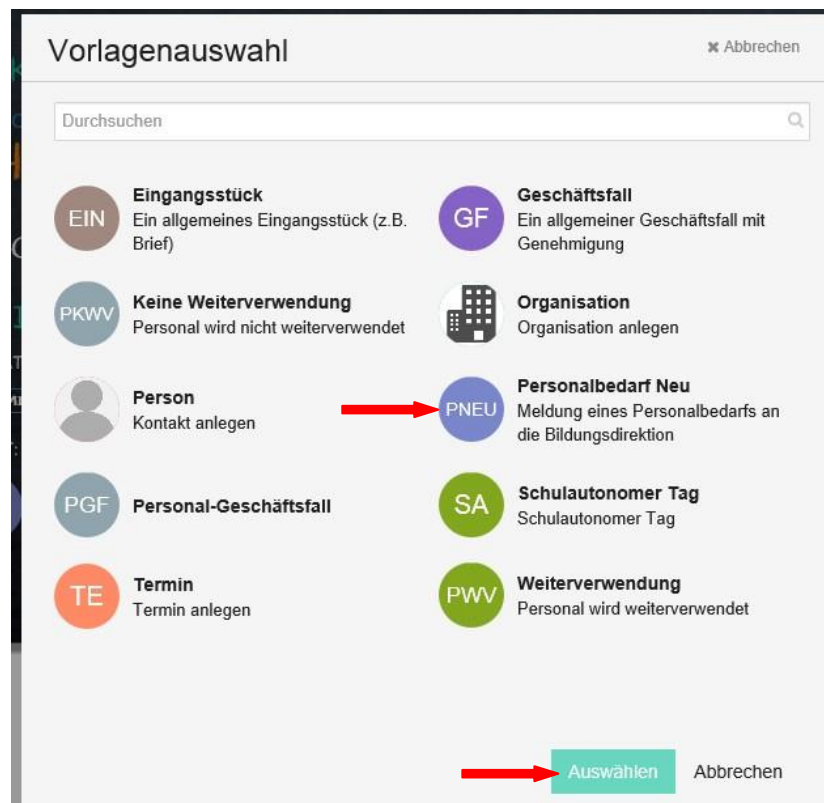 Vorlagenauswahl
✖ Abbrechen
Durchsuchen
EIN
Eingangsstück
Ein allgemeines Eingangsstück (z.B.
Brief)
GF
Geschäftsfall
Ein allgemeiner Geschäftsfall mit
Genehmigung
PKWV
Keine Weiterverwendung
Personal wird nicht weiterverwendet
Organisation
Organisation anlegen
Person
Kontakt anlegen
PNEU
Personalbedarf Neu
Meldung eines Personalbedarfs an
die Bildungsdirektion
PGF
Personal-Geschäftsfall
SA
Schulautonomer Tag
Schulautonomer Tag
TE
Termin
Termin anlegen
PWV
Weiterverwendung
Personal wird weiterverwendet
Auswählen
Abbrechen